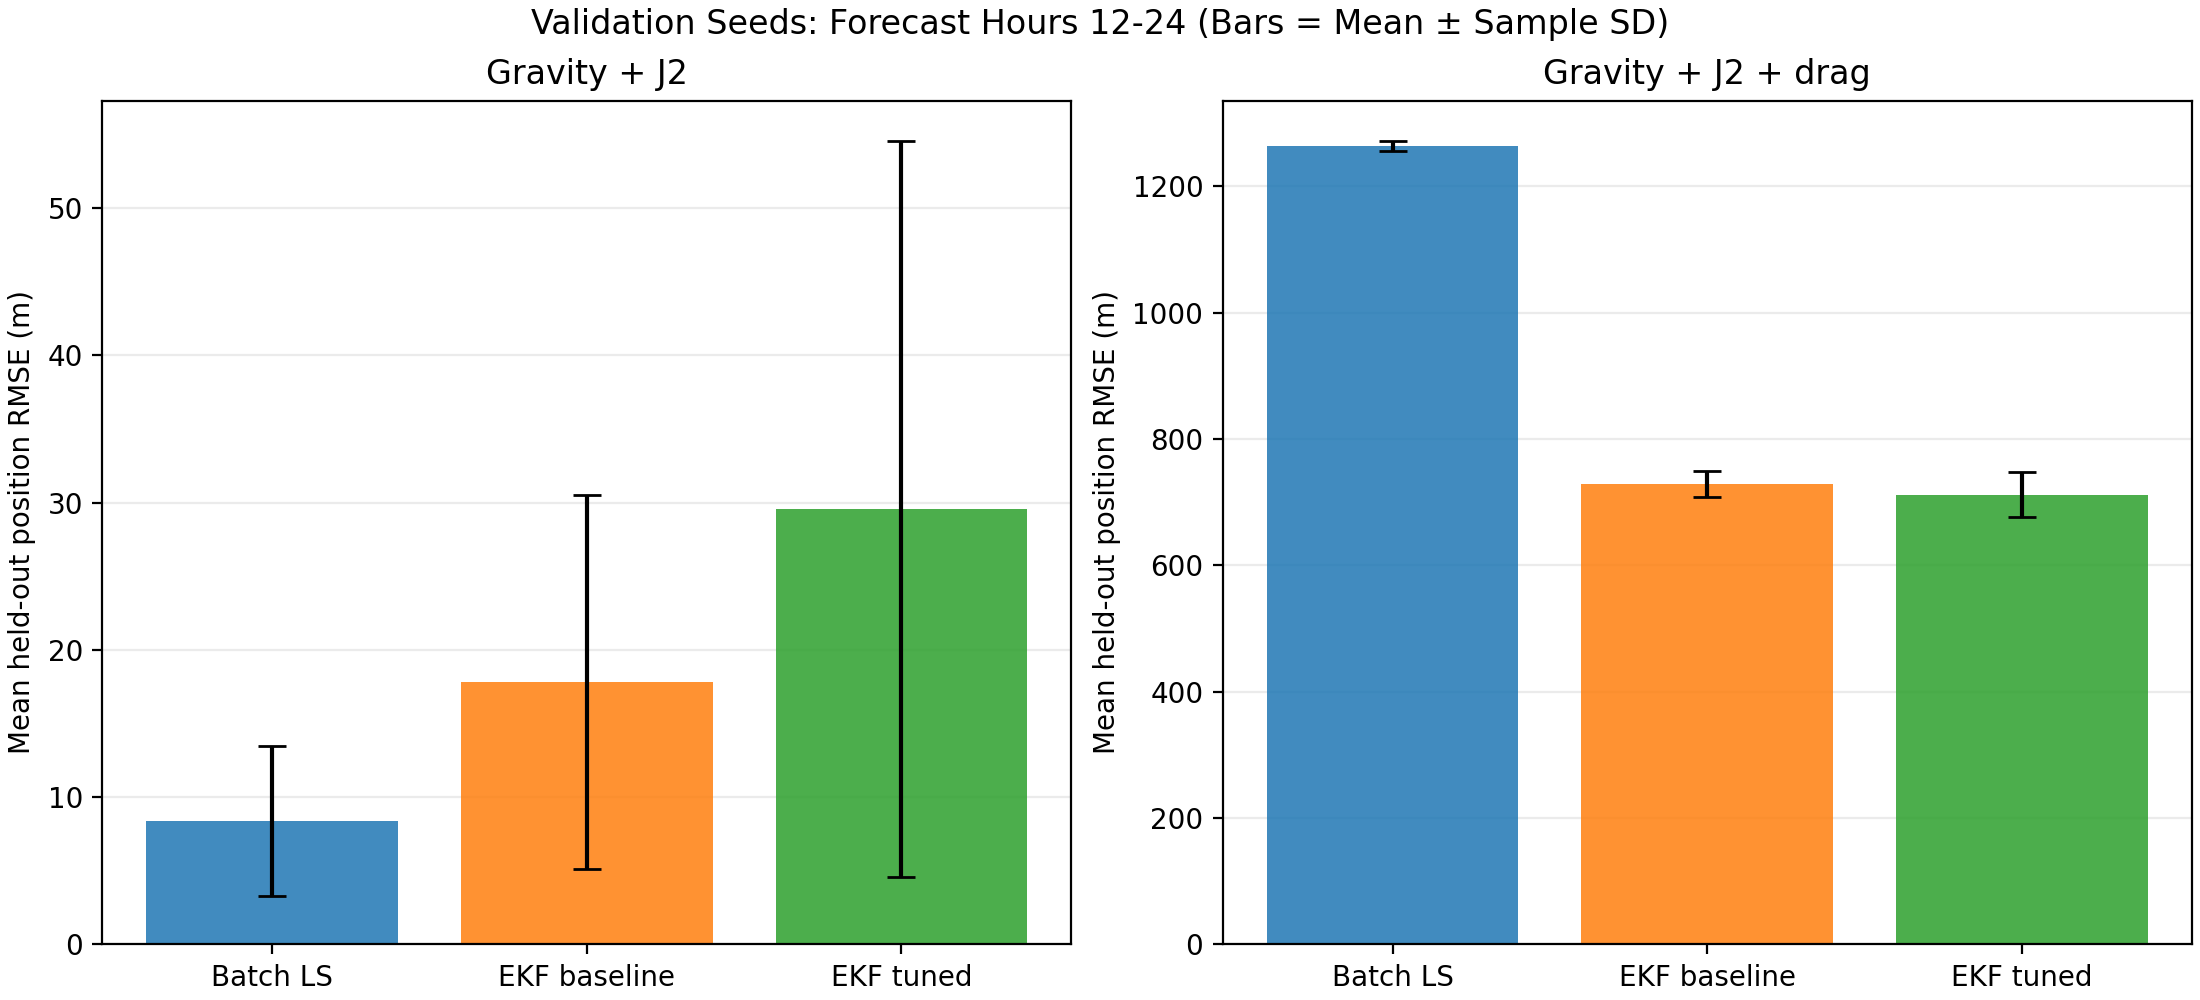 Validation Seeds: Forecast Hours 12-24 (Bars = Mean ± Sample SD)
Gravity + J2
Mean held-out position RMSE (m)
50
40
30
20
10
0
Batch LS
EKF baseline
EKF tuned
Gravity + J2 + drag
Mean held-out position RMSE (m)
1200
1000
800
600
400
200
0
Batch LS
EKF baseline
EKF tuned